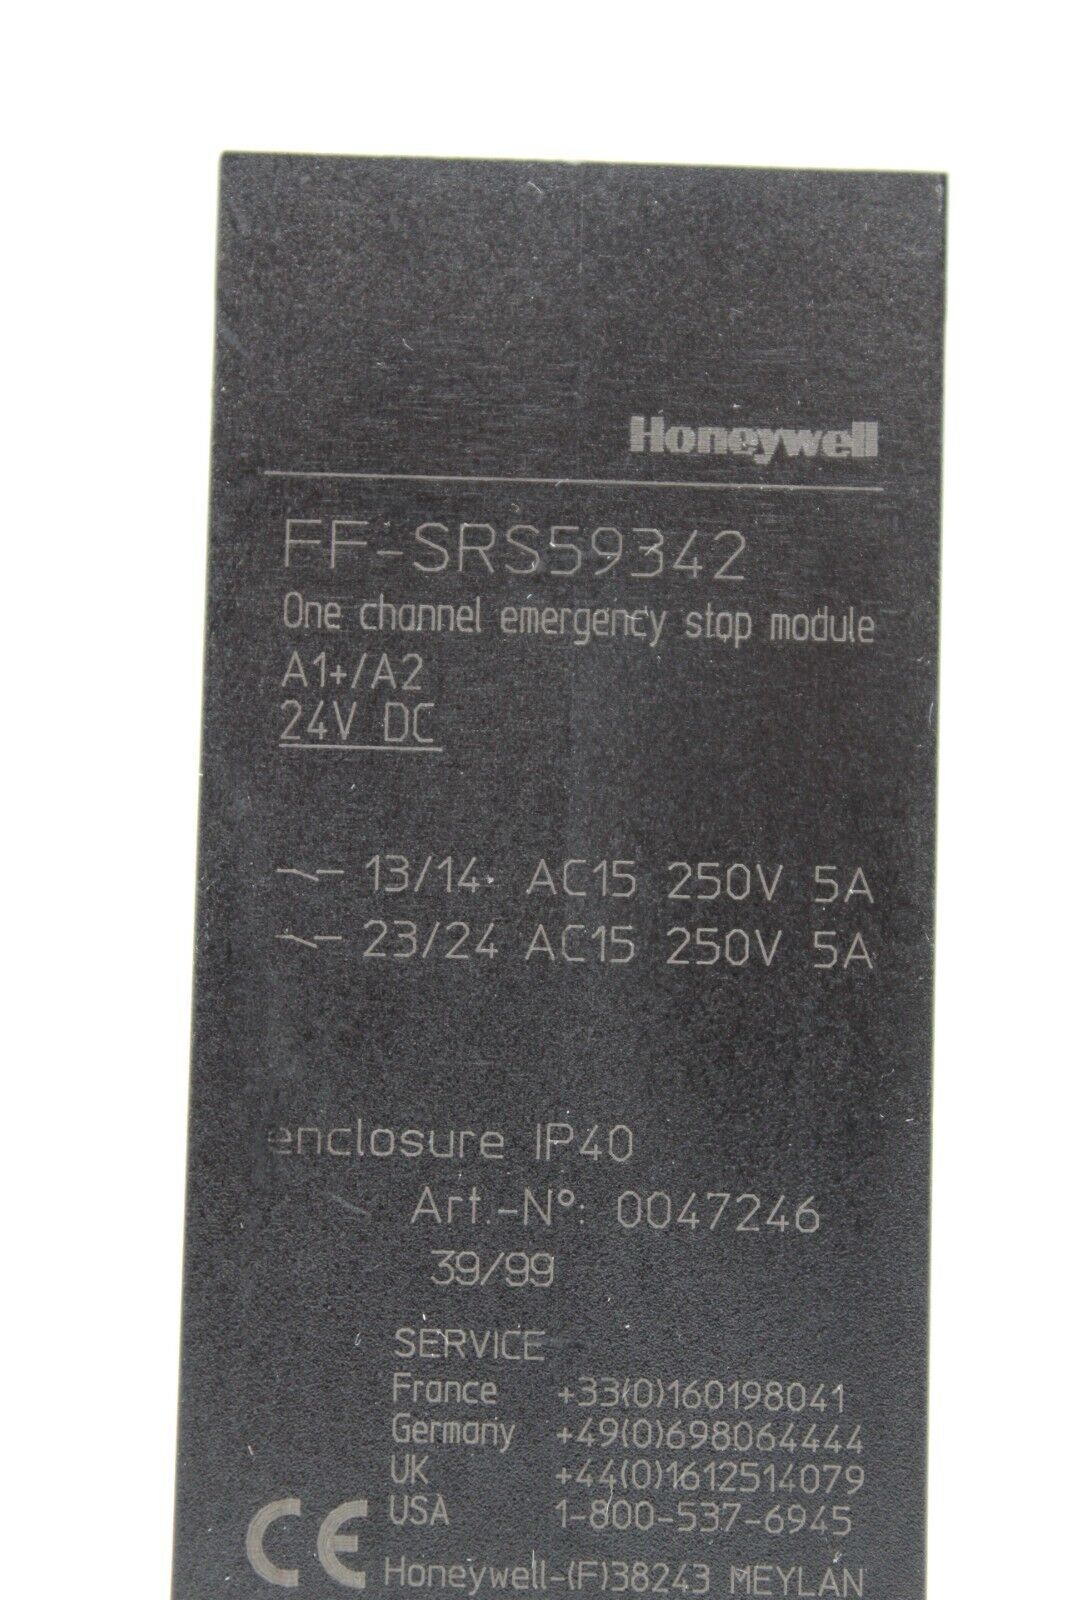 Honeywell
FF-SRS59342
One channel emergency stop module
A1+/A2
24V DC
13/14 AC15 250V 5A
23/24 AC15 250V 5A
enclosure IP40
Art.-N°: 0047246
39/99
SERVICE
France +33(0)160198041
Germany +49(0)698064444
UK +44(0)1612514079
USA 1-800-537-6945
CE Honeywell-(F)38243 MEYLAN